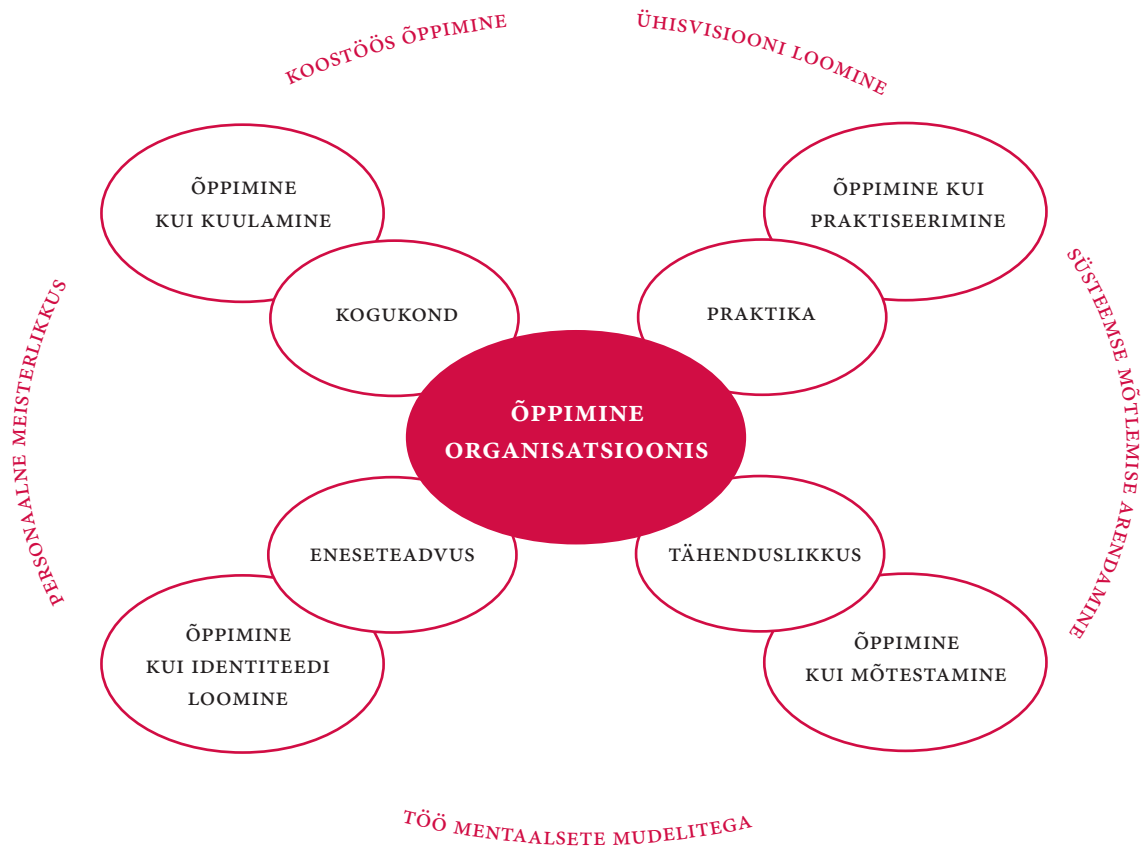 KOOSTÖÖS ÕPPIMINE
ÜHISVISIOONI LOOMINE
ÕPPIMINE
KUI KUULAMINE
ÕPPIMINE KUI
PRAKTISEERIMINE
KOGUKOND
PRAKTIKA
PERSONAALNE MEISTERLIKKUS
SÜSTEEMSE MÕTLEMISE ARENDAMINE
ÕPPIMINE
ORGANISATSIOONIS
ENESETEADVUS
TÄHENDUSLIKKUS
ÕPPIMINE
KUI IDENTITEEDI
LOOMINE
ÕPPIMINE
KUI MÕTESTAMINE
TÖÖ MENTAALSETE MUDELITEGA